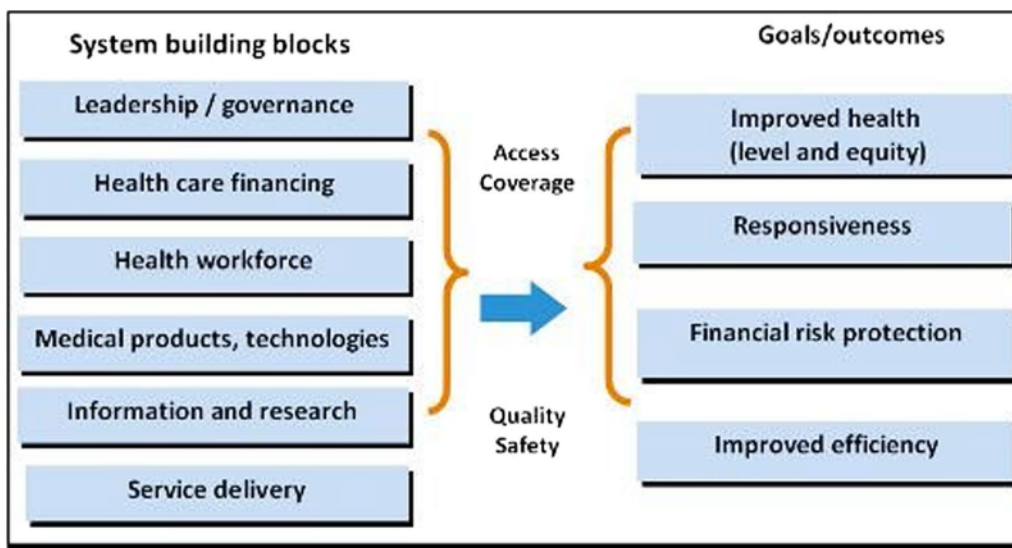 System building blocks
Leadership / governance
Health care financing
Health workforce
Medical products, technologies
Information and research
Service delivery
Access
Coverage
Quality
Safety
Goals/outcomes
Improved health
(level and equity)
Responsiveness
Financial risk protection
Improved efficiency